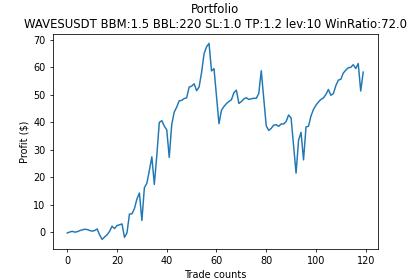 Portfolio
WAVESUSDT BBM:1.5 BBL:220 SL:1.0 TP:1.2 lev:10 WinRatio:72.0
70
60
50
40
30
20
10
0
Profit ($)
0 20 40 60 80 100 120
Trade counts